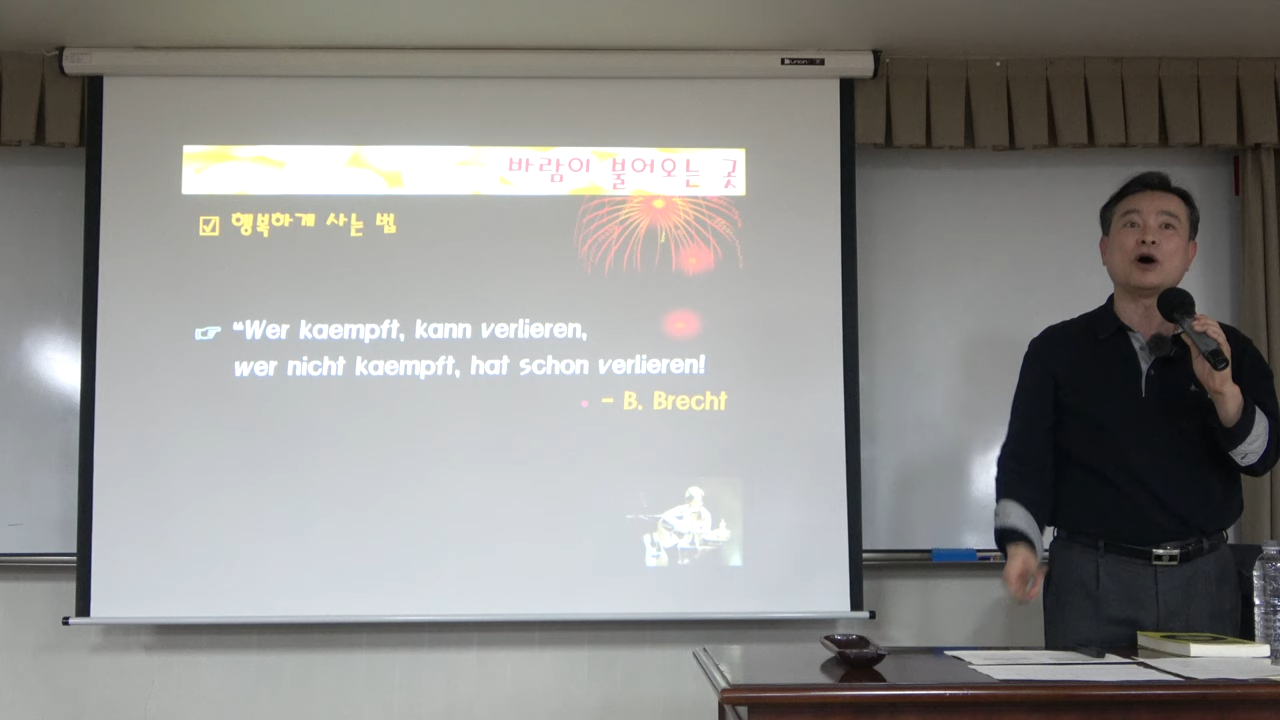 union
바람이 불어오는 곳
☑ 행복하게 사는 법
☞ “Wer kaempft, kann verlieren,
wer nicht kaempft, hat schon verlieren!
• - B. Brecht